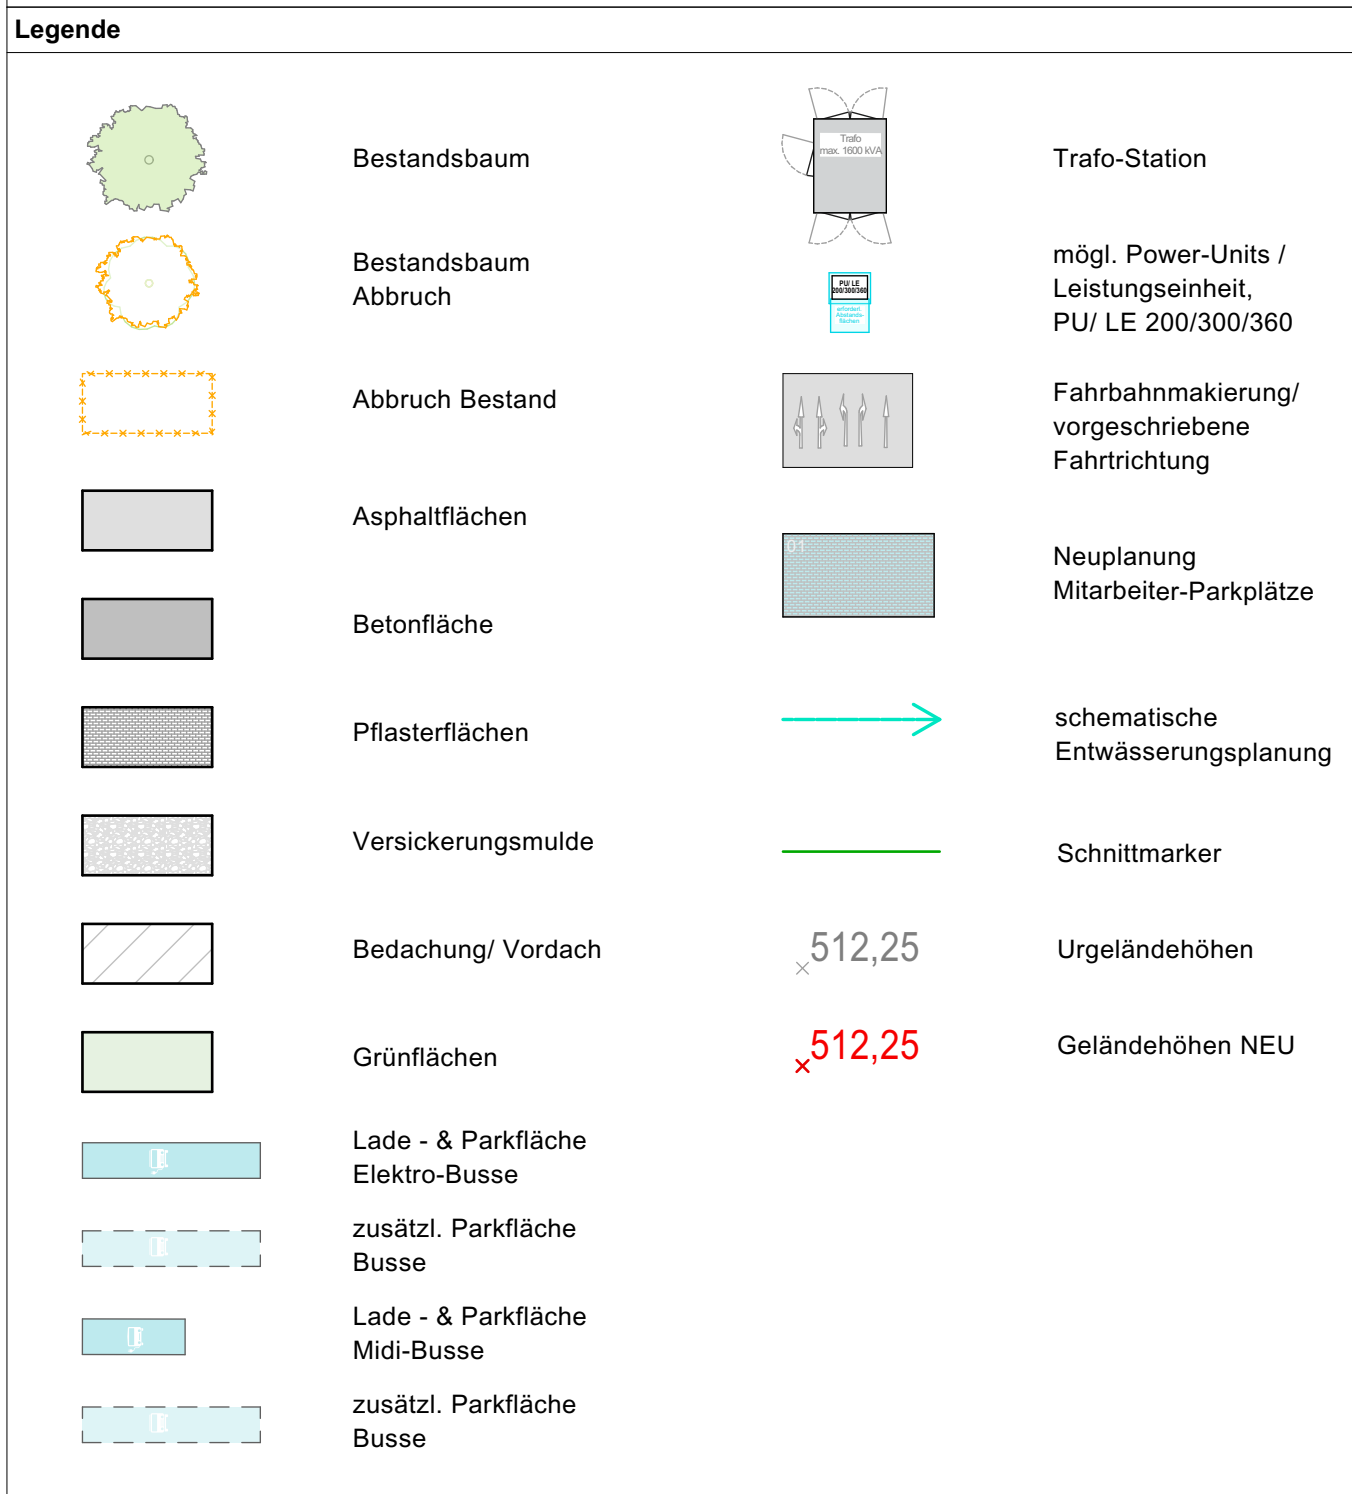 Legende
Bestandsbaum
Bestandsbaum
Abbruch
Abbruch Bestand
Asphaltflächen
Betonfläche
Pflasterflächen
Versickerungsmulde
Bedachung/ Vordach
Grünflächen
Lade - & Parkfläche
Elektro-Busse
zusätzl. Parkfläche
Busse
Lade - & Parkfläche
Midi-Busse
zusätzl. Parkfläche
Busse
Trafo
max. 1600 kVA
Trafo-Station
PU/ LE
200/300/360
erforderl.
Abstands-
flächen
mögl. Power-Units /
Leistungseinheit,
PU/ LE 200/300/360
Fahrbahnmakierung/
vorgeschriebene
Fahrtrichtung
01
Neuplanung
Mitarbeiter-Parkplätze
schematische
Entwässerungsplanung
Schnittmarker
512,25
Urgeländehöhen
512,25
Geländehöhen NEU